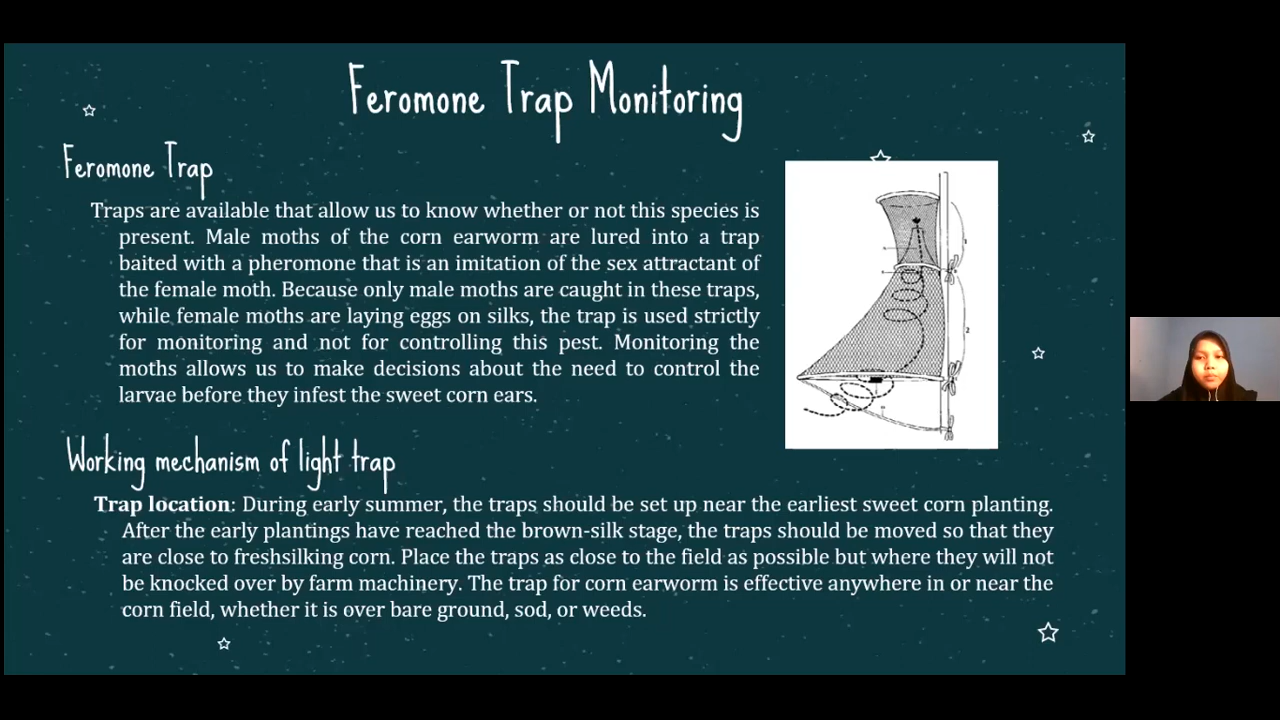 Feromone Trap Monitoring
Feromone Trap
Traps are available that allow us to know whether or not this species is
present. Male moths of the corn earworm are lured into a trap
baited with a pheromone that is an imitation of the sex attractant of
the female moth. Because only male moths are caught in these traps,
while female moths are laying eggs on silks, the trap is used strictly
for monitoring and not for controlling this pest. Monitoring the
moths allows us to make decisions about the need to control the
larvae before they infest the sweet corn ears.
1
2
Working mechanism of light trap
Trap location: During early summer, the traps should be set up near the earliest sweet corn planting.
After the early plantings have reached the brown-silk stage, the traps should be moved so that they
are close to freshsilking corn. Place the traps as close to the field as possible but where they will not
be knocked over by farm machinery. The trap for corn earworm is effective anywhere in or near the
corn field, whether it is over bare ground, sod, or weeds.